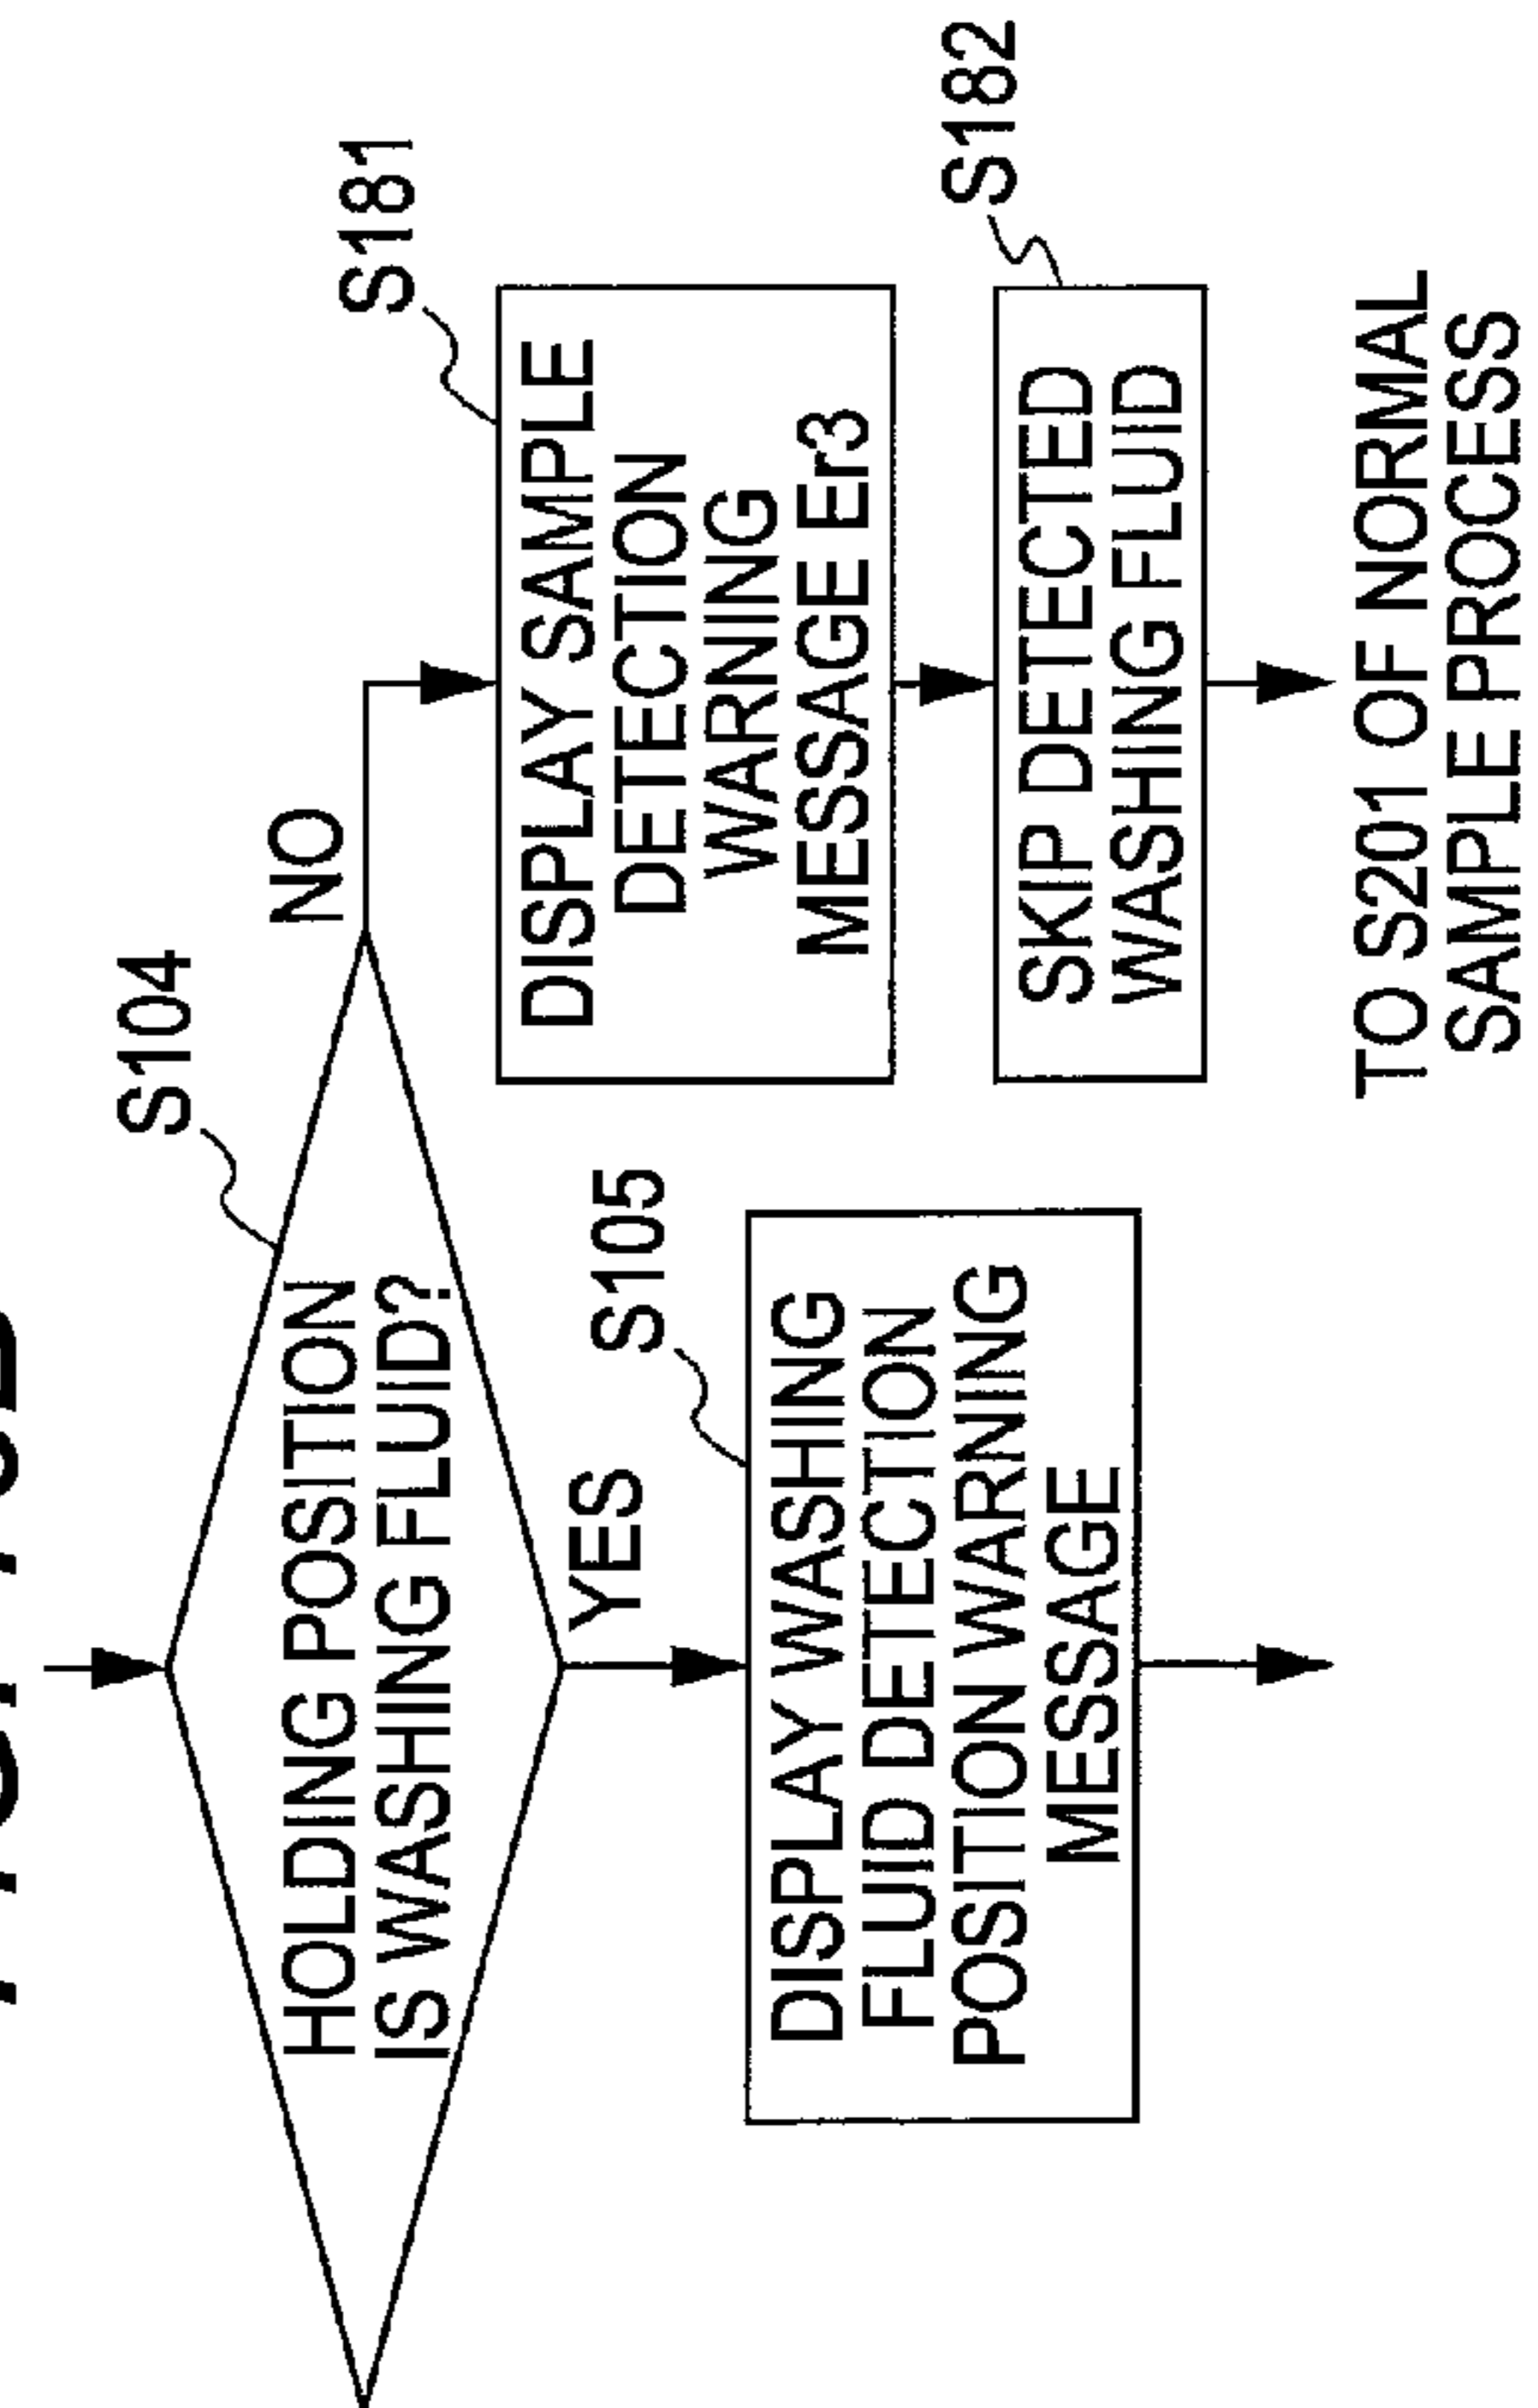 S104
HOLDING POSITION
IS WASHING FLUID?
NO
YES
S181
DISPLAY SAMPLE
DETECTION
WARNING
MESSAGE Er3
S105
DISPLAY WASHING
FLUID DETECTION
POSITION WARNING
MESSAGE
S182
SKIP DETECTED
WASHING FLUID
TO S201 OF NORMAL
SAMPLE PROCESS